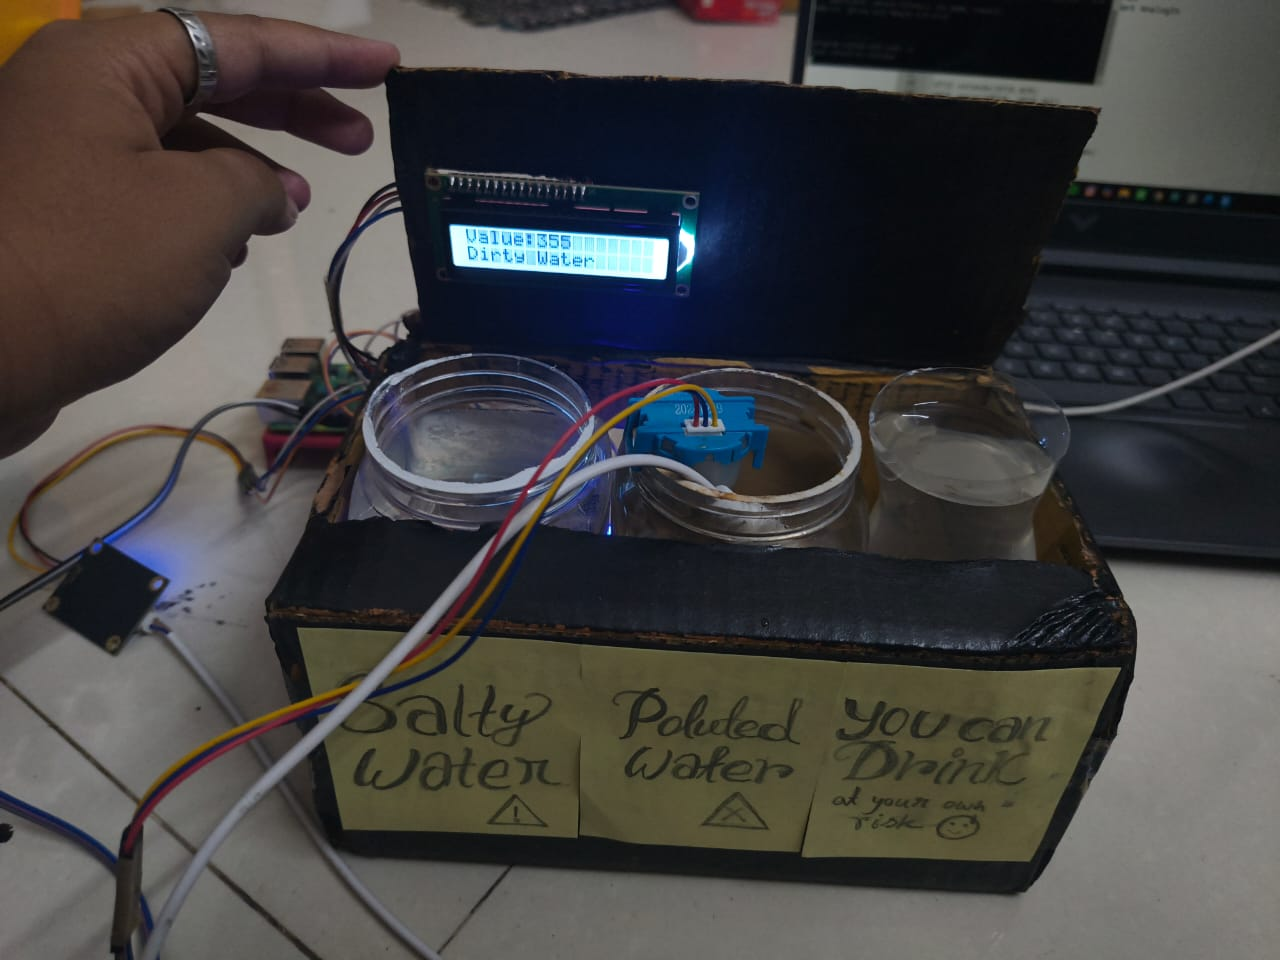 Value:355
Dirty Water
Salty
Water
Poluted
Water
You can
Drink
at your own
risk